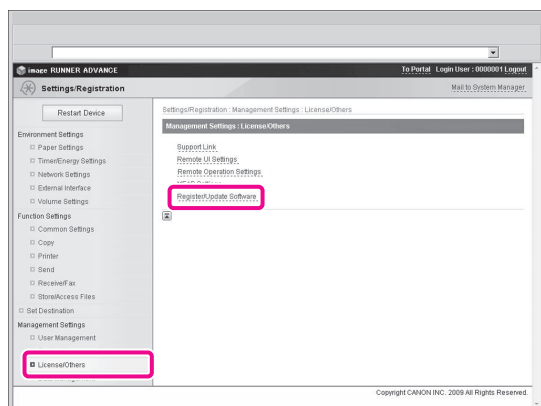 image RUNNER ADVANCE
To Portal Login User : 0000001 Logout
Settings/Registration
Mail to System Manager
Restart Device
Environment Settings
Paper Settings
Timer/Energy Settings
Network Settings
External Interface
Volume Settings
Function Settings
Common Settings
Copy
Printer
Send
Receive/Fax
Store/Access Files
Set Destination
Management Settings
User Management
License/Others
Settings/Registration : Management Settings : License/Others
Management Settings : License/Others
Support Link
Remote UI Settings
Remote Operation Settings
Register/Update Software
Copyright CANON INC. 2009 All Rights Reserved.